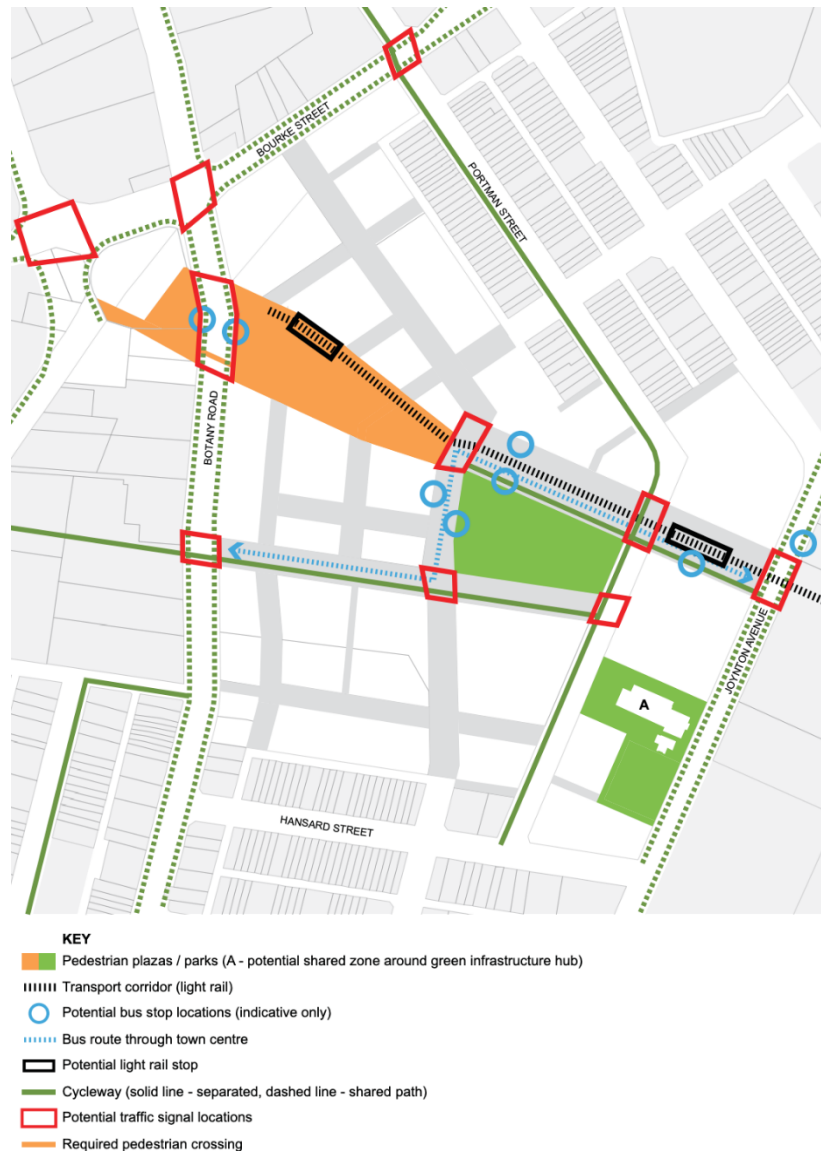 BOURKE STREET
PORTMAN STREET
BOTANY ROAD
JOYNTON AVENUE
A
HANSARD STREET
KEY
Pedestrian plazas / parks (A - potential shared zone around green infrastructure hub)
Transport corridor (light rail)
Potential bus stop locations (indicative only)
Bus route through town centre
Potential light rail stop
Cycleway (solid line - separated, dashed line - shared path)
Potential traffic signal locations
Required pedestrian crossing